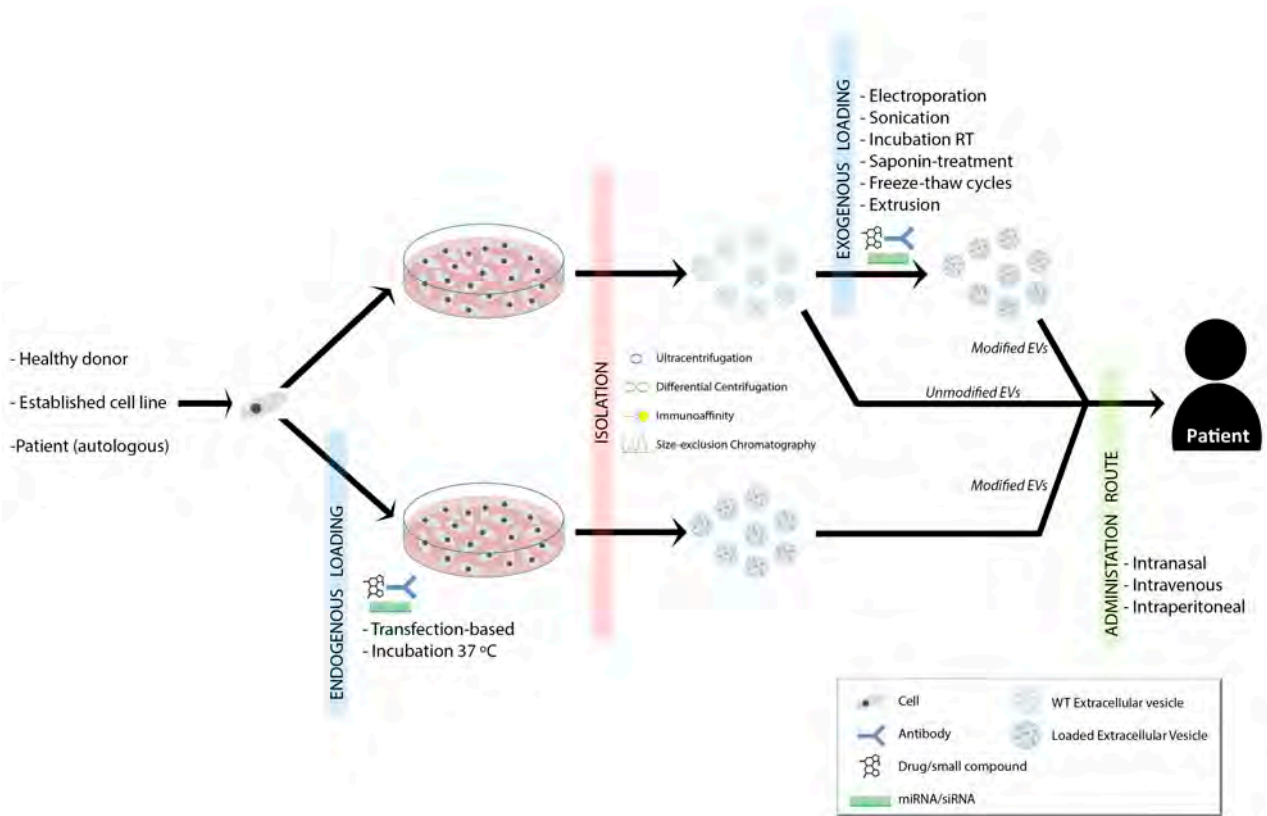 - Healthy donor
- Established cell line
-Patient (autologous)
ENDOGENOUS LOADING
- Transfection-based
- Incubation 37 ºC
ISOLATION
Ultracentrifugation
Differential Centrifugation
Immunoaffinity
Size-exclusion Chromatography
EXOGENOUS LOADING
- Electroporation
- Sonication
- Incubation RT
- Saponin-treatment
- Freeze-thaw cycles
- Extrusion
Modified EVs
Unmodified EVs
Modified EVs
Patient
ADMINISTATION ROUTE
- Intranasal
- Intravenous
- Intraperitoneal
Cell
Antibody
Drug/small compound
miRNA/siRNA
WT Extracellular vesicle
Loaded Extracellular Vesicle